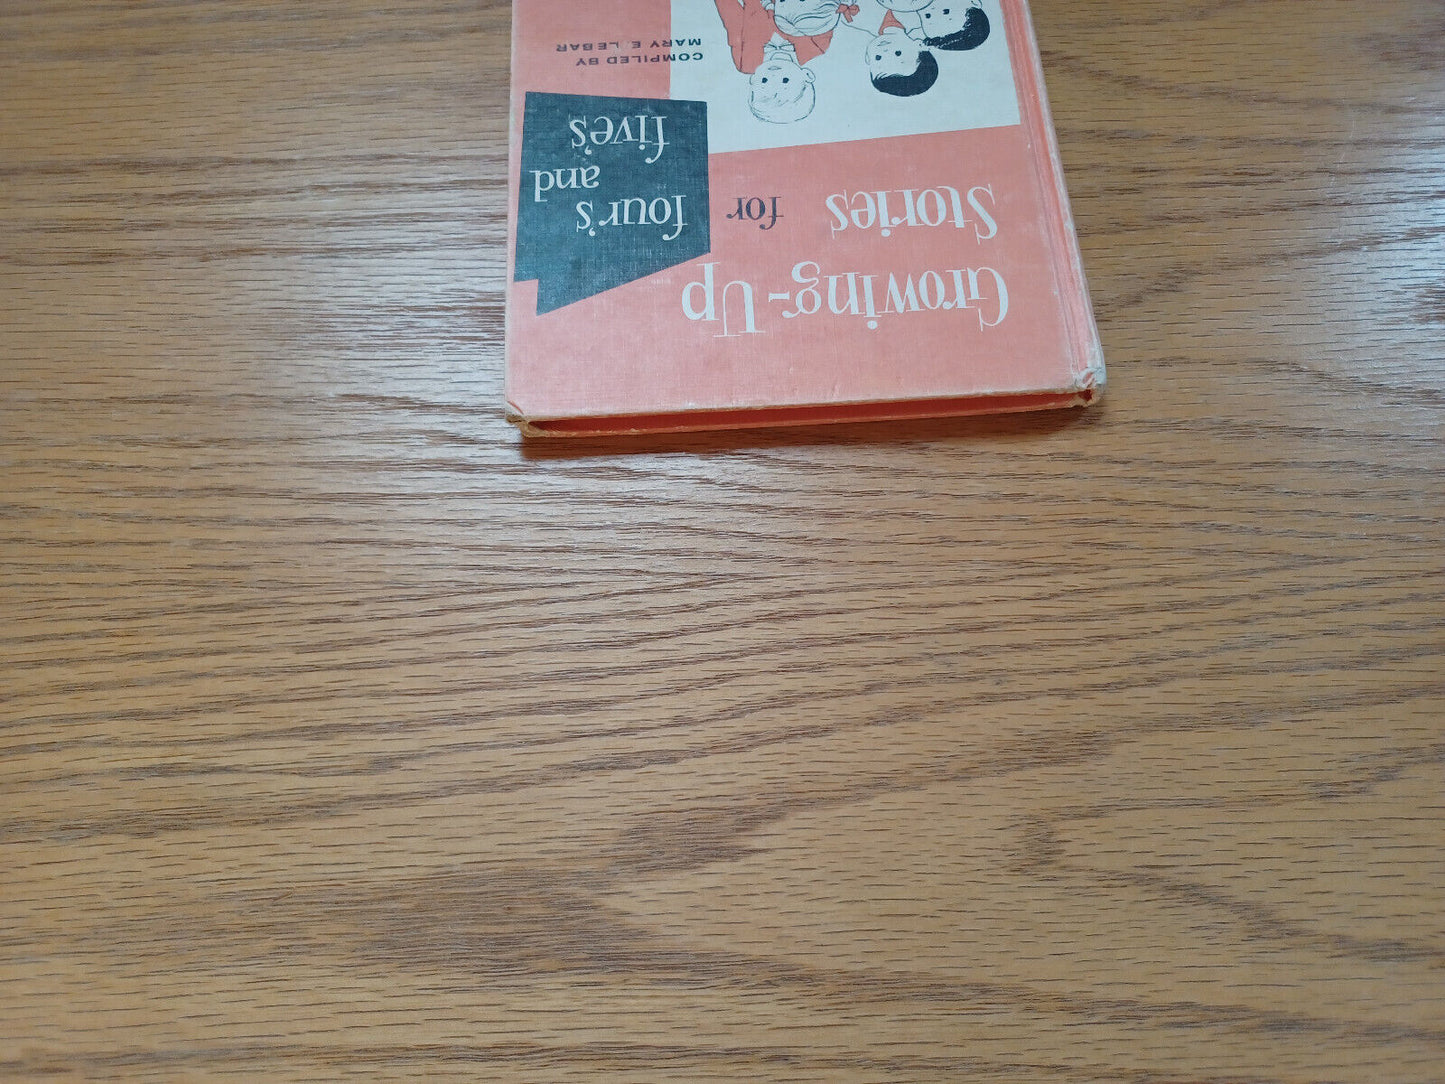 Growing-Up
Stories for four's
and
five's
COMPILED BY
MARY E. LEBAR